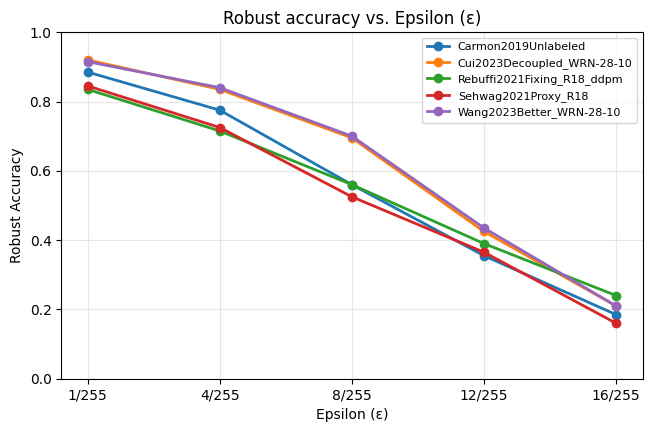 Robust accuracy vs. Epsilon (ε)
Carmon2019Unlabeled
Cui2023Decoupled_WRN-28-10
Rebuffi2021Fixing_R18_ddpm
Sehwag2021Proxy_R18
Wang2023Better_WRN-28-10
Robust Accuracy
1.0
0.8
0.6
0.4
0.2
0.0
1/255 4/255 8/255 12/255 16/255
Epsilon (ε)